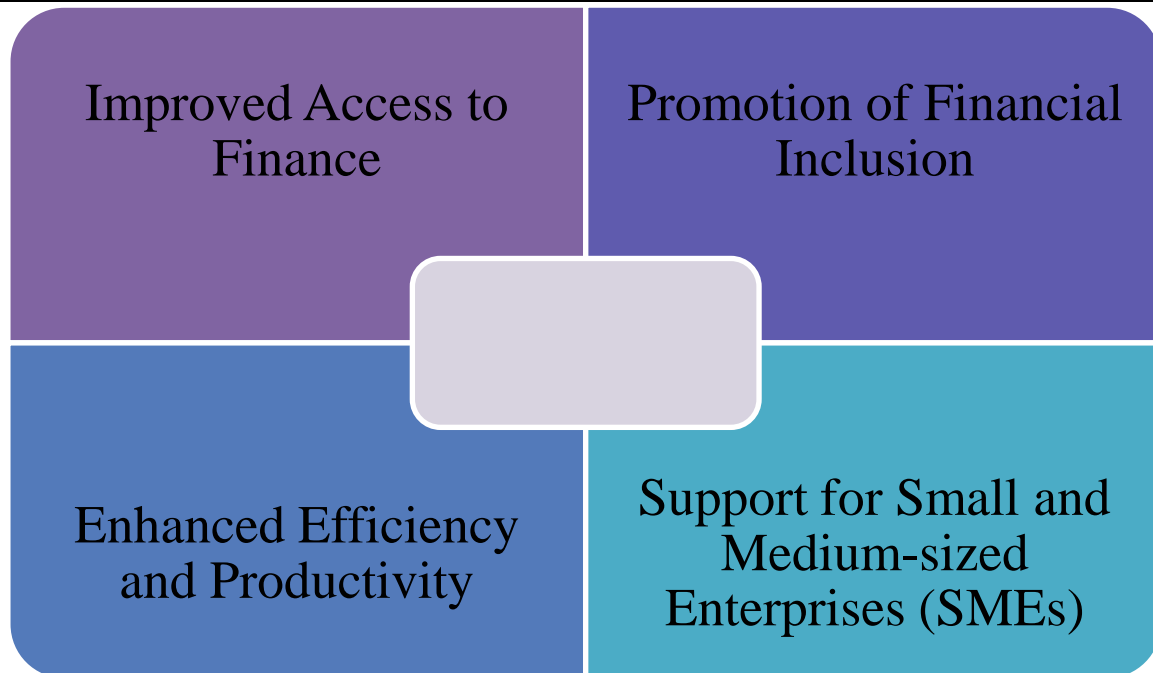 Improved Access to
Finance
Promotion of Financial
Inclusion
Enhanced Efficiency
and Productivity
Support for Small and
Medium-sized
Enterprises (SMEs)